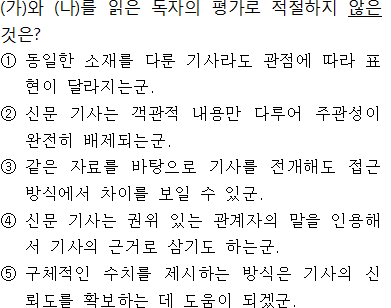 (가)와 (나)를 읽은 독자의 평가로 적절하지 않은
것은?
① 동일한 소재를 다룬 기사라도 관점에 따라 표
현이 달라지는군.
② 신문 기사는 객관적 내용만 다루어 주관성이
완전히 배제되는군.
③ 같은 자료를 바탕으로 기사를 전개해도 접근
방식에서 차이를 보일 수 있군.
④ 신문 기사는 권위 있는 관계자의 말을 인용해
서 기사의 근거로 삼기도 하는군.
⑤ 구체적인 수치를 제시하는 방식은 기사의 신
뢰도를 확보하는 데 도움이 되겠군.